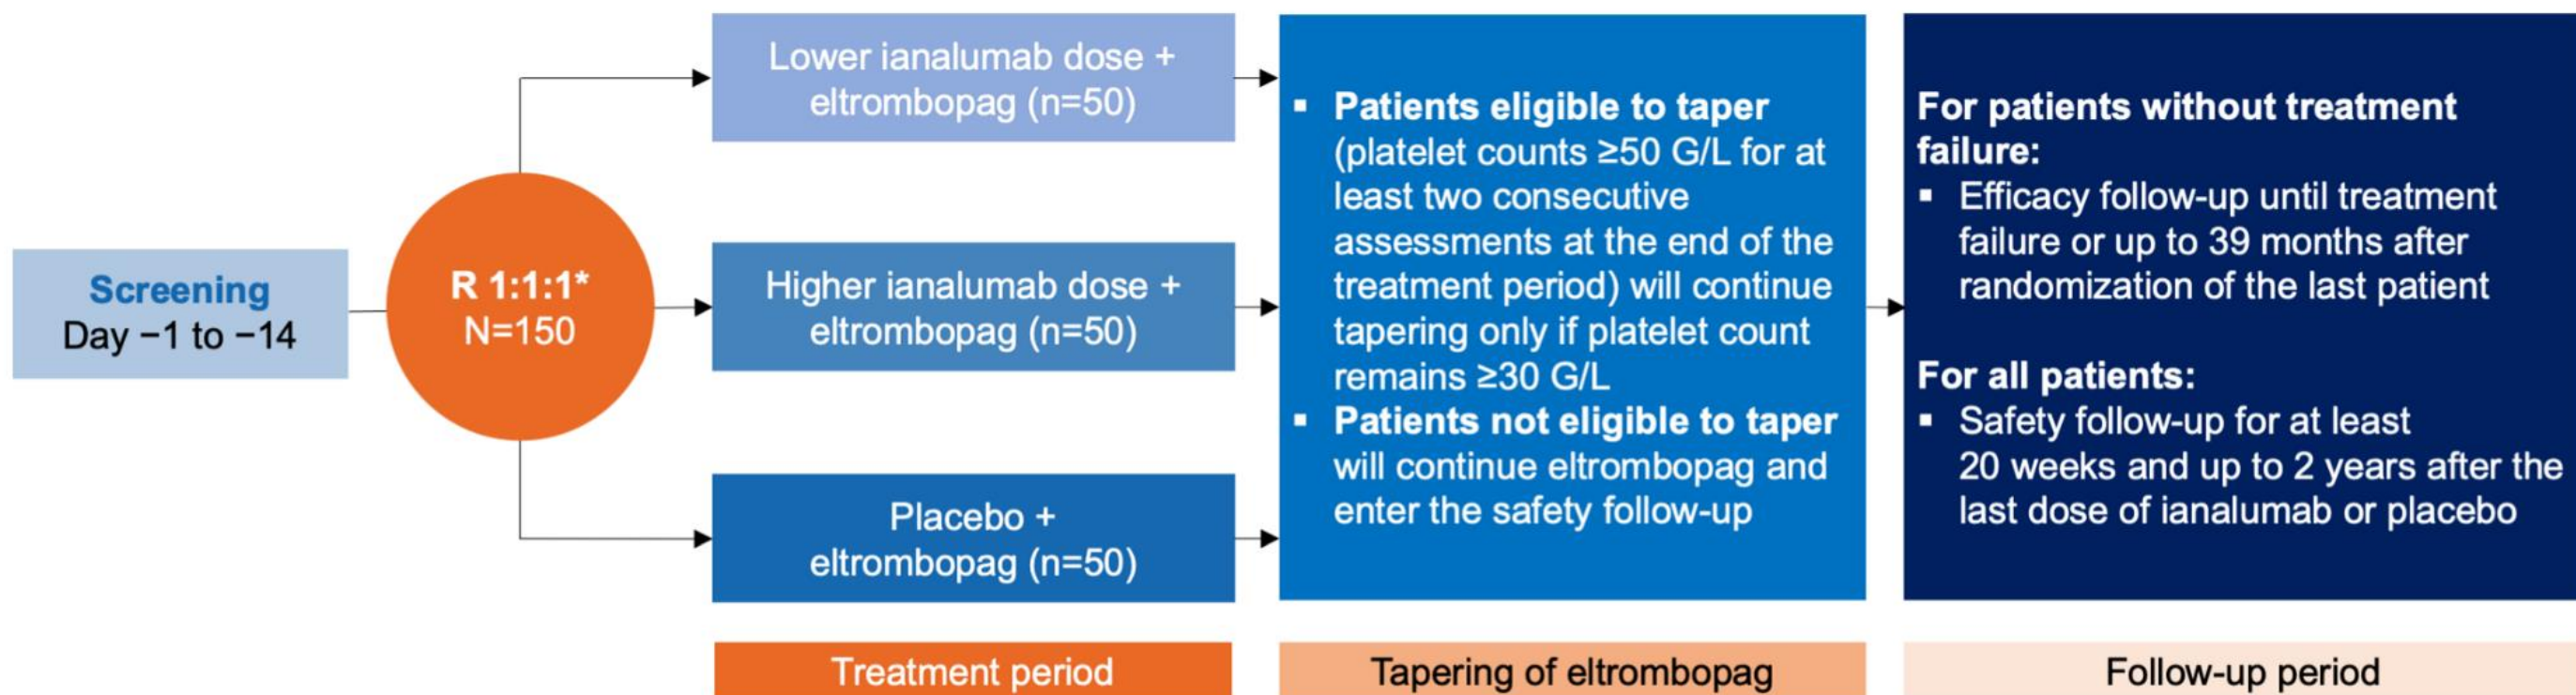 Screening
Day −1 to −14
R 1:1:1*
N=150
Lower ianalumab dose +
eltrombopag (n=50)
Higher ianalumab dose +
eltrombopag (n=50)
Placebo +
eltrombopag (n=50)
Treatment period
▪ Patients eligible to taper
(platelet counts ≥50 G/L for at
least two consecutive
assessments at the end of the
treatment period) will continue
tapering only if platelet count
remains ≥30 G/L
▪ Patients not eligible to taper
will continue eltrombopag and
enter the safety follow-up
Tapering of eltrombopag
For patients without treatment
failure:
▪ Efficacy follow-up until treatment
failure or up to 39 months after
randomization of the last patient
For all patients:
▪ Safety follow-up for at least
20 weeks and up to 2 years after the
last dose of ianalumab or placebo
Follow-up period